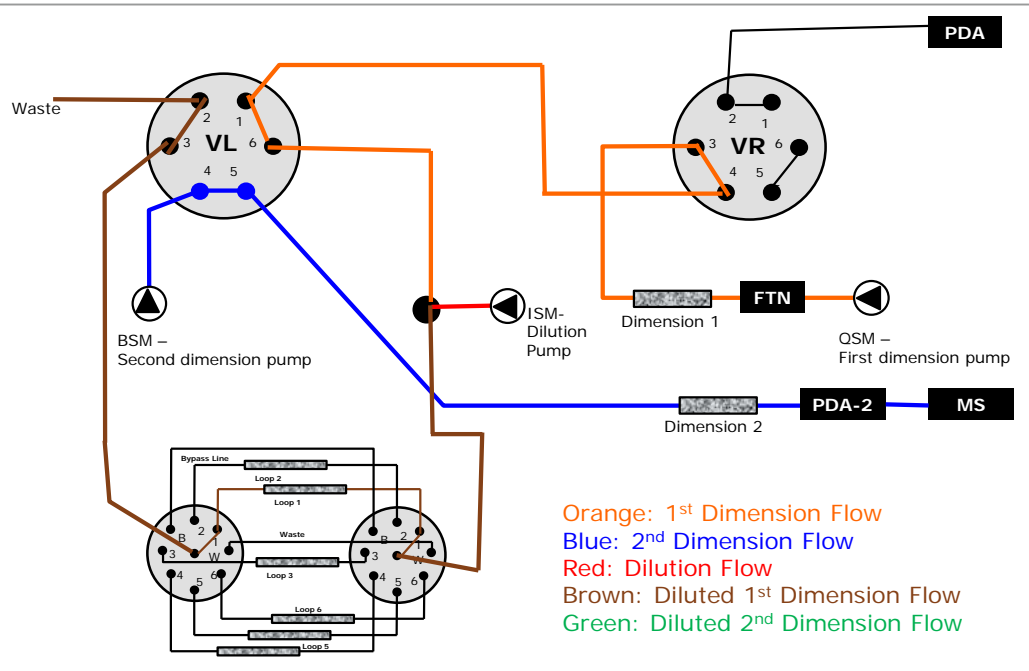 PDA
Waste
2
1
3
VL
6
4
5
2
1
3
VR
6
4
5
FTN
Dimension 1
ISM-
Dilution
Pump
QSM –
First dimension pump
BSM –
Second dimension pump
PDA-2
MS
Dimension 2
Bypass Line
Loop 2
Loop 1
Waste
Loop 3
Loop 6
Loop 5
B
2
1
3
W
4
5
6
B
2
1
3
W
4
5
6
Orange: 1st Dimension Flow
Blue: 2nd Dimension Flow
Red: Dilution Flow
Brown: Diluted 1st Dimension Flow
Green: Diluted 2nd Dimension Flow